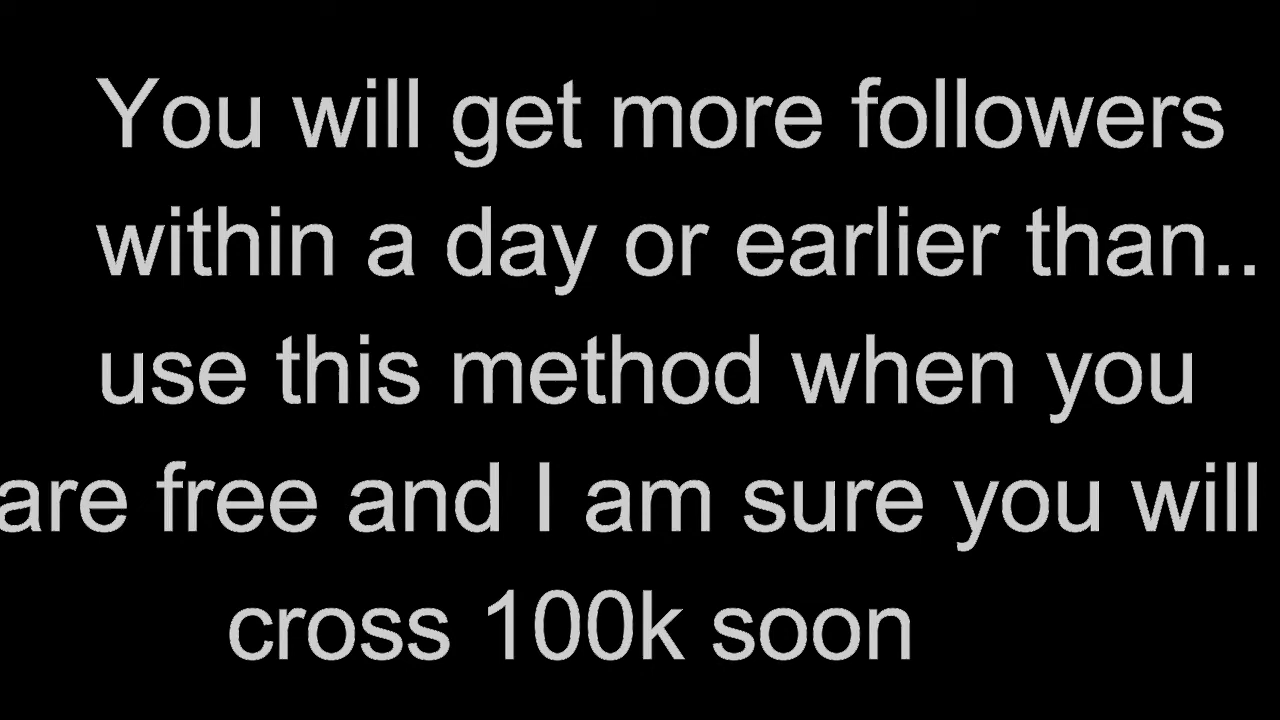 You will get more followers
within a day or earlier than..
use this method when you
are free and I am sure you will
cross 100k soon